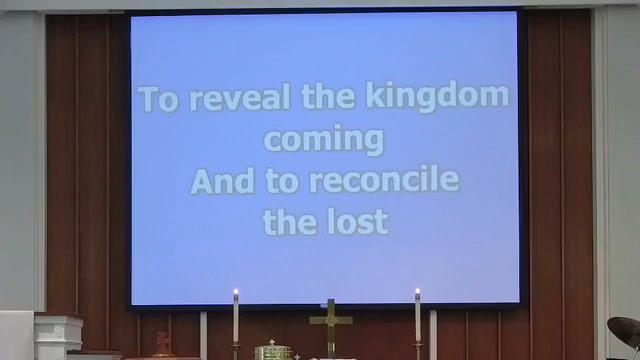 To reveal the kingdom
coming
And to reconcile
the lost